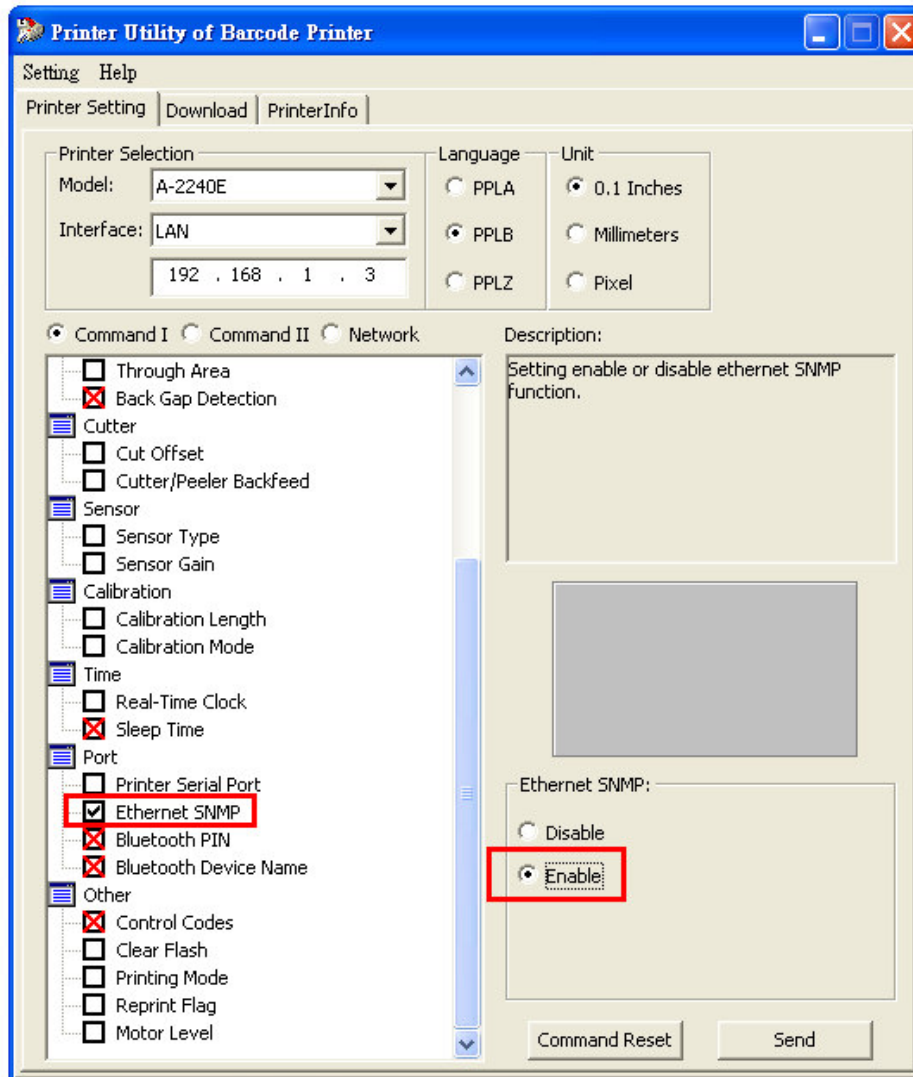 Printer Utility of Barcode Printer
Setting Help
Printer Setting Download PrinterInfo
Printer Selection
Model: A-2240E
Interface: LAN
192 . 168 . 1 . 3
Language
PPLA
PPLB
PPLZ
Unit
0.1 Inches
Millimeters
Pixel
Command I Command II Network
Through Area
Back Gap Detection
Cutter
Cut Offset
Cutter/Peeler Backfeed
Sensor
Sensor Type
Sensor Gain
Calibration
Calibration Length
Calibration Mode
Time
Real-Time Clock
Sleep Time
Port
Printer Serial Port
Ethernet SNMP
Bluetooth PIN
Bluetooth Device Name
Other
Control Codes
Clear Flash
Printing Mode
Reprint Flag
Motor Level
Description:
Setting enable or disable ethernet SNMP
function.
Ethernet SNMP:
Disable
Enable
Command Reset Send